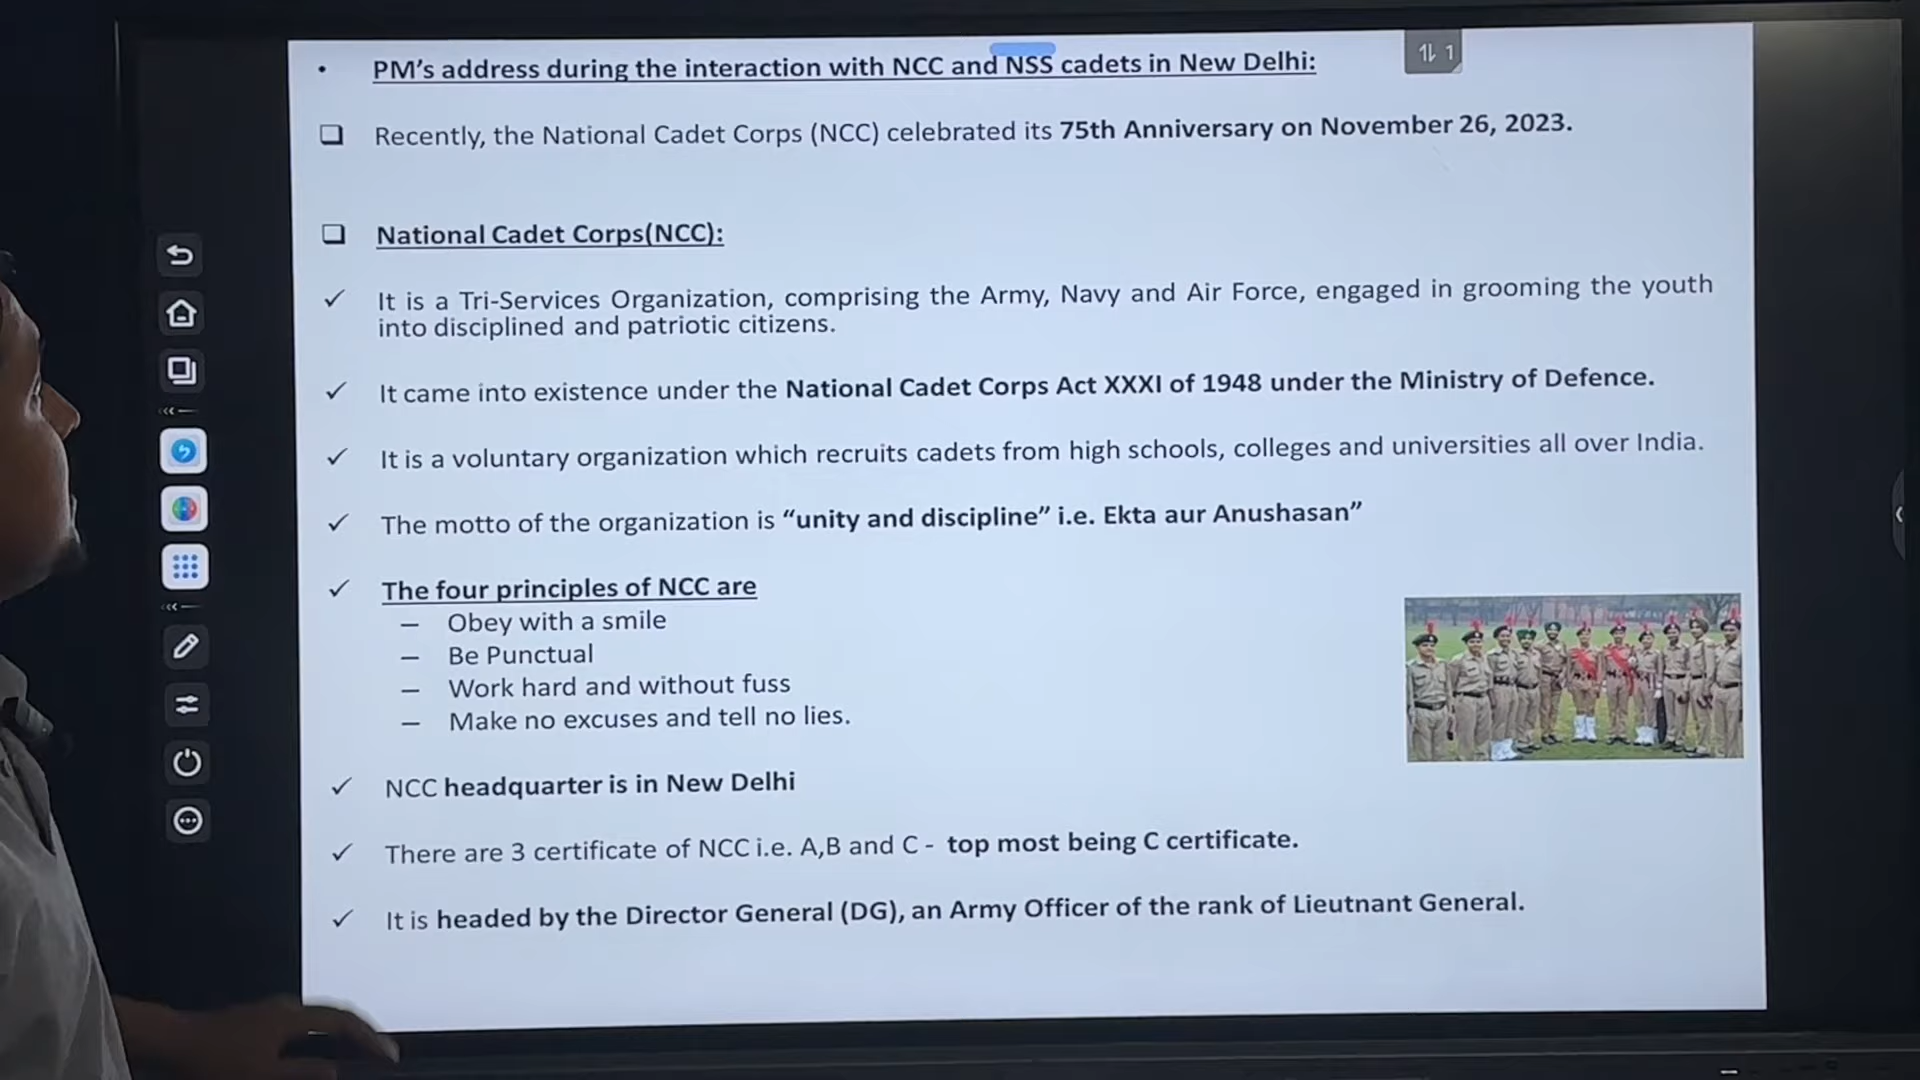 • PM's address during the interaction with NCC and NSS cadets in New Delhi:
1
❑ Recently, the National Cadet Corps (NCC) celebrated its 75th Anniversary on November 26, 2023.
❑ National Cadet Corps(NCC):
✓ It is a Tri-Services Organization, comprising the Army, Navy and Air Force, engaged in grooming the youth
into disciplined and patriotic citizens.
✓ It came into existence under the National Cadet Corps Act XXXI of 1948 under the Ministry of Defence.
✓ It is a voluntary organization which recruits cadets from high schools, colleges and universities all over India.
✓ The motto of the organization is “unity and discipline” i.e. Ekta aur Anushasan”
✓ The four principles of NCC are
– Obey with a smile
– Be Punctual
– Work hard and without fuss
– Make no excuses and tell no lies.
✓ NCC headquarter is in New Delhi
✓ There are 3 certificate of NCC i.e. A,B and C - top most being C certificate.
✓ It is headed by the Director General (DG), an Army Officer of the rank of Lieutnant General.